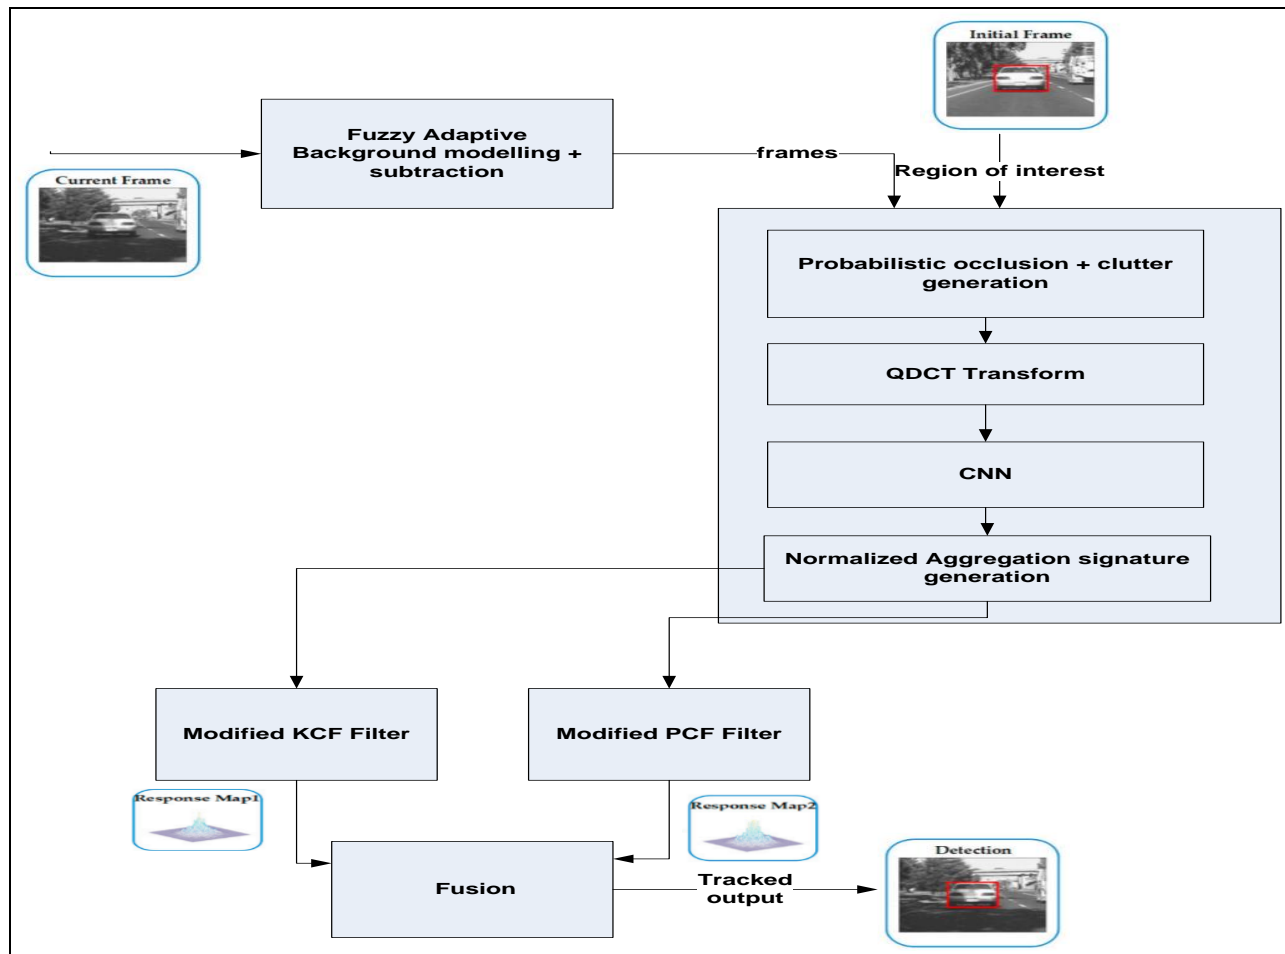 Initial Frame
Fuzzy Adaptive
Background modelling +
subtraction
frames
Region of interest
Current Frame
Probabilistic occlusion + clutter
generation
QDCT Transform
CNN
Normalized Aggregation signature
generation
Modified KCF Filter
Modified PCF Filter
Response Map1
Response Map2
Fusion
Tracked
output
Detection